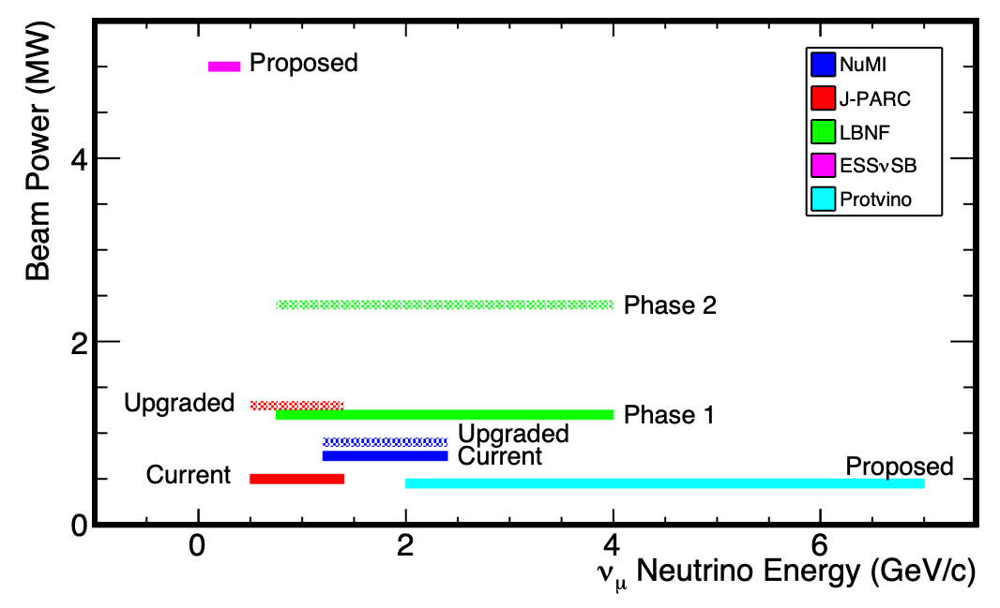 Beam Power (MW)
Proposed
NuMI
J-PARC
LBNF
ESSνSB
Protvino
4
Phase 2
2
Upgraded
Phase 1
Upgraded
Current
Current
Proposed
0
0 2 4 6
νμ Neutrino Energy (GeV/c)